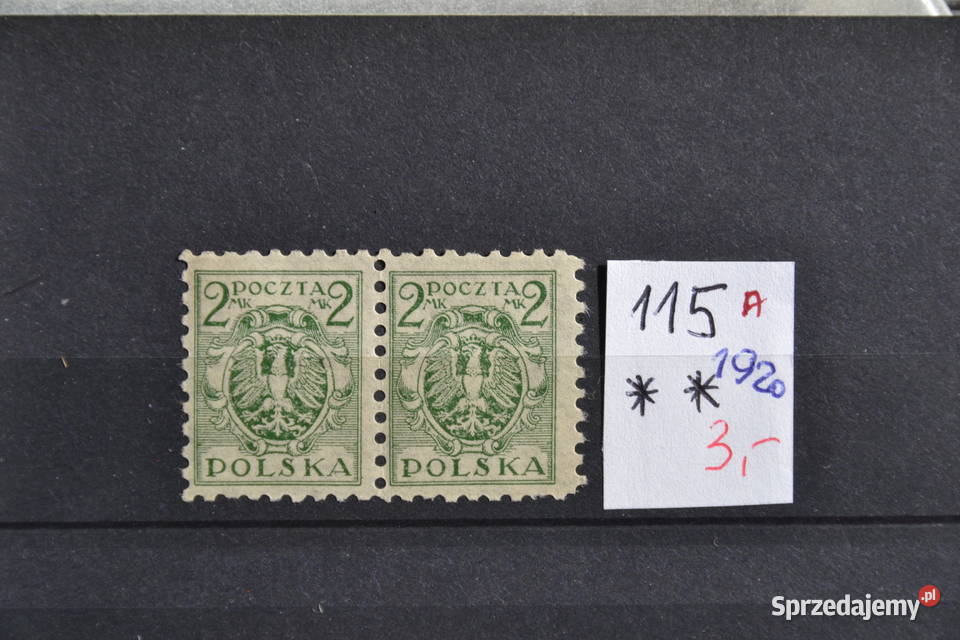 2 POCZTA 2
MK MK
POLSKA
2 POCZTA 2
MK MK
POLSKA
115 A
1920
* *
3,-
Sprzedajemy.pl